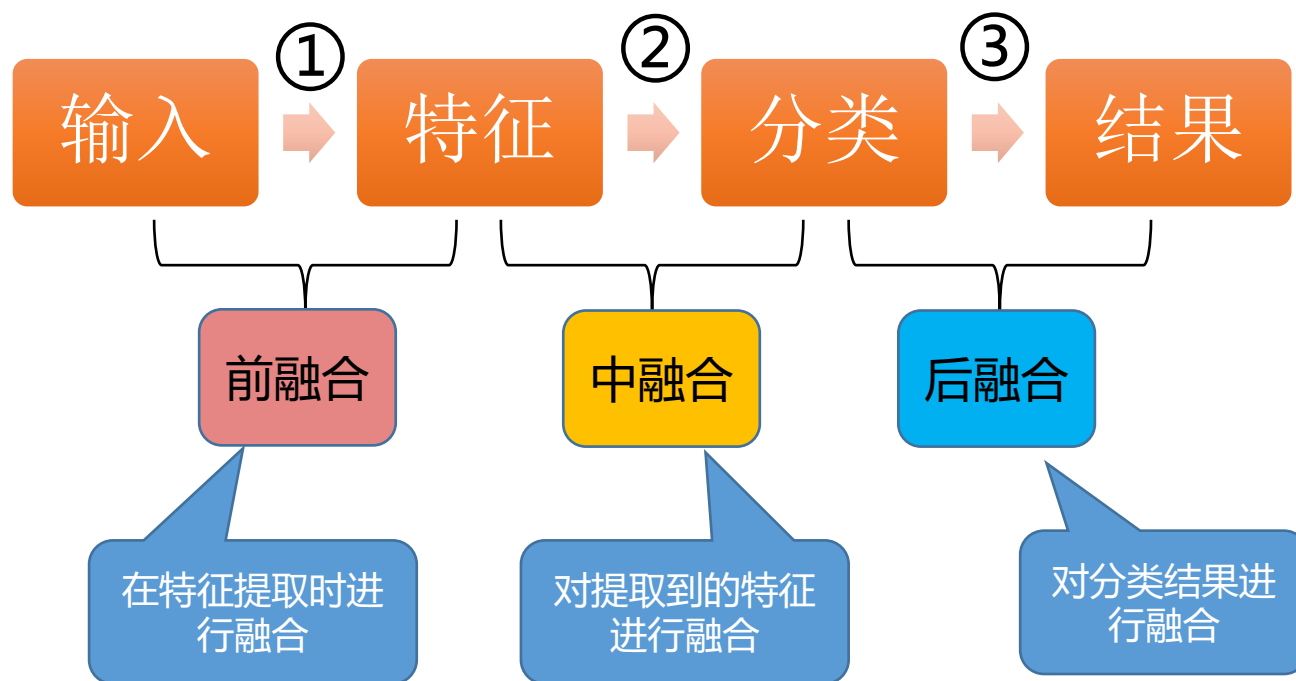 ① ② ③
输入 特征 分类 结果
前融合 中融合 后融合
在特征提取时进
行融合
对提取到的特征
进行融合
对分类结果进
行融合